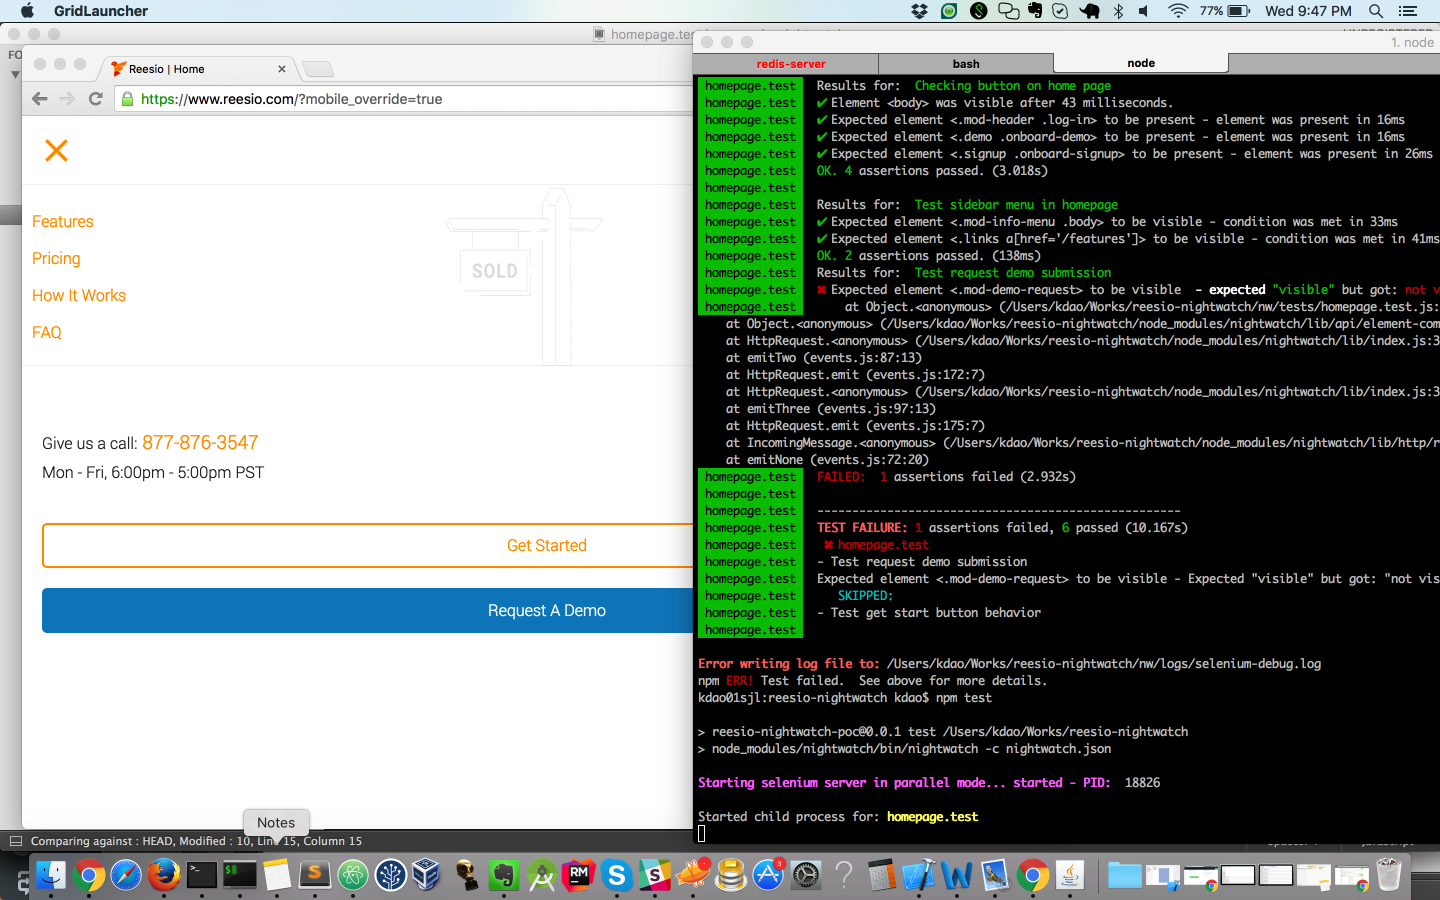 GridLauncher
77%
Wed 9:47 PM
homepage.te
UNREGISTERED
FO
Reesio | Home
https://www.reesio.com/?mobile_override=true
Features
Pricing
How It Works
FAQ
SOLD
Give us a call: 877-876-3547
Mon - Fri, 6:00pm - 5:00pm PST
Get Started
Request A Demo
1. node
redis-server
bash
node
homepage.test Results for: Checking button on home page
homepage.test ✔ Element <body> was visible after 43 milliseconds.
homepage.test ✔ Expected element <.mod-header .log-in> to be present - element was present in 16ms
homepage.test ✔ Expected element <.demo .onboard-demo> to be present - element was present in 16ms
homepage.test ✔ Expected element <.signup .onboard-signup> to be present - element was present in 26ms
homepage.test OK. 4 assertions passed. (3.018s)
homepage.test
homepage.test Results for: Test sidebar menu in homepage
homepage.test ✔ Expected element <.mod-info-menu .body> to be visible - condition was met in 33ms
homepage.test ✔ Expected element <.links a[href='/features']> to be visible - condition was met in 41ms
homepage.test OK. 2 assertions passed. (138ms)
homepage.test Results for: Test request demo submission
homepage.test ✖ Expected element <.mod-demo-request> to be visible - expected "visible" but got: not v
homepage.test at Object.<anonymous> (/Users/kdao/Works/reesio-nightwatch/nw/tests/homepage.test.js:
at Object.<anonymous> (/Users/kdao/Works/reesio-nightwatch/node_modules/nightwatch/lib/api/element-com
at HttpRequest.<anonymous> (/Users/kdao/Works/reesio-nightwatch/node_modules/nightwatch/lib/index.js:3
at emitTwo (events.js:87:13)
at HttpRequest.emit (events.js:172:7)
at HttpRequest.<anonymous> (/Users/kdao/Works/reesio-nightwatch/node_modules/nightwatch/lib/index.js:3
at emitThree (events.js:97:13)
at HttpRequest.emit (events.js:175:7)
at IncomingMessage.<anonymous> (/Users/kdao/Works/reesio-nightwatch/node_modules/nightwatch/lib/http/r
at emitNone (events.js:72:20)
homepage.test FAILED: 1 assertions failed (2.932s)
homepage.test
homepage.test ----------------------------------------------------
homepage.test TEST FAILURE: 1 assertions failed, 6 passed (10.167s)
homepage.test ✖ homepage.test
homepage.test - Test request demo submission
homepage.test Expected element <.mod-demo-request> to be visible - Expected "visible" but got: "not vis
homepage.test SKIPPED:
homepage.test - Test get start button behavior
homepage.test
Error writing log file to: /Users/kdao/Works/reesio-nightwatch/nw/logs/selenium-debug.log
npm ERR! Test failed. See above for more details.
kdao01sjl:reesio-nightwatch kdao$ npm test
> reesio-nightwatch-poc@0.0.1 test /Users/kdao/Works/reesio-nightwatch
> node_modules/nightwatch/bin/nightwatch -c nightwatch.json
Starting selenium server in parallel mode... started - PID: 18826
Started child process for: homepage.test
Notes
Comparing against : HEAD, Modified : 10, Line 15, Column 15
RM
3